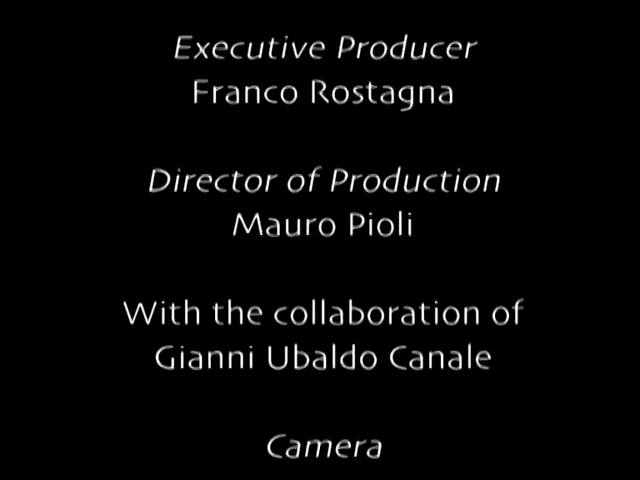 Executive Producer
Franco Rostagna
Director of Production
Mauro Pioli
With the collaboration of
Gianni Ubaldo Canale
Camera